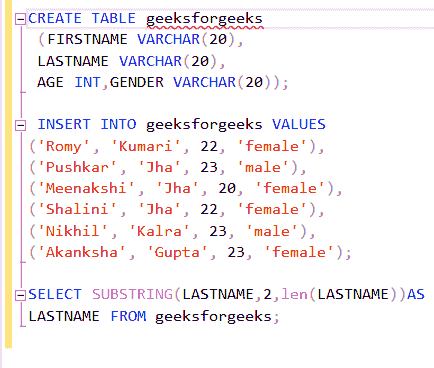 CREATE TABLE geeksforgeeks
(FIRSTNAME VARCHAR(20),
LASTNAME VARCHAR(20),
AGE INT,GENDER VARCHAR(20));
INSERT INTO geeksforgeeks VALUES
('Romy', 'Kumari', 22, 'female'),
('Pushkar', 'Jha', 23, 'male'),
('Meenakshi', 'Jha', 20, 'female'),
('Shalini', 'Jha', 22, 'female'),
('Nikhil', 'Kalra', 23, 'male'),
('Akanksha', 'Gupta', 23, 'female');
SELECT SUBSTRING(LASTNAME,2,len(LASTNAME))AS
LASTNAME FROM geeksforgeeks;